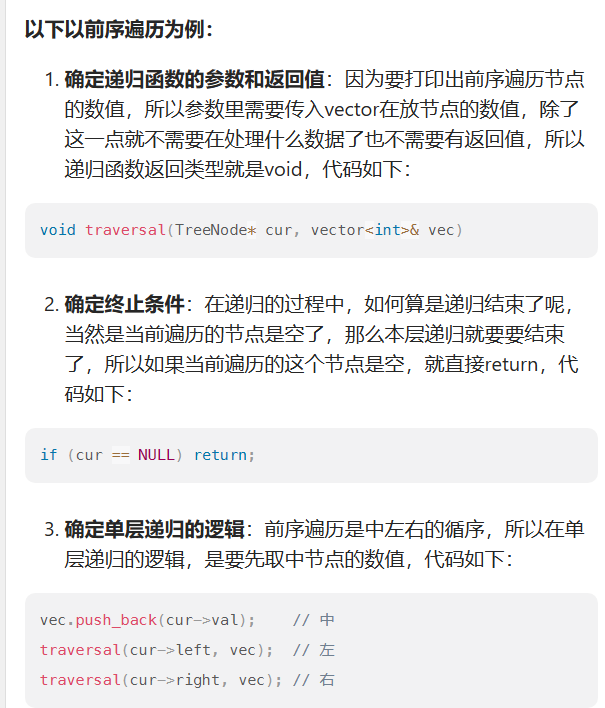 以下以前序遍历为例：
1. 确定递归函数的参数和返回值：因为要打印出前序遍历节点
的数值，所以参数里需要传入vector在放节点的数值，除了
这一点就不需要在处理什么数据了也不需要有返回值，所以
递归函数返回类型就是void，代码如下：
void traversal(TreeNode* cur, vector<int>& vec)
2. 确定终止条件：在递归的过程中，如何算是递归结束了呢，
当然是当前遍历的节点是空了，那么本层递归就要要结束
了，所以如果当前遍历的这个节点是空，就直接return，代
码如下：
if (cur == NULL) return;
3. 确定单层递归的逻辑：前序遍历是中左右的循序，所以在单
层递归的逻辑，是要先取中节点的数值，代码如下：
vec.push_back(cur->val);    // 中
traversal(cur->left, vec);  // 左
traversal(cur->right, vec); // 右